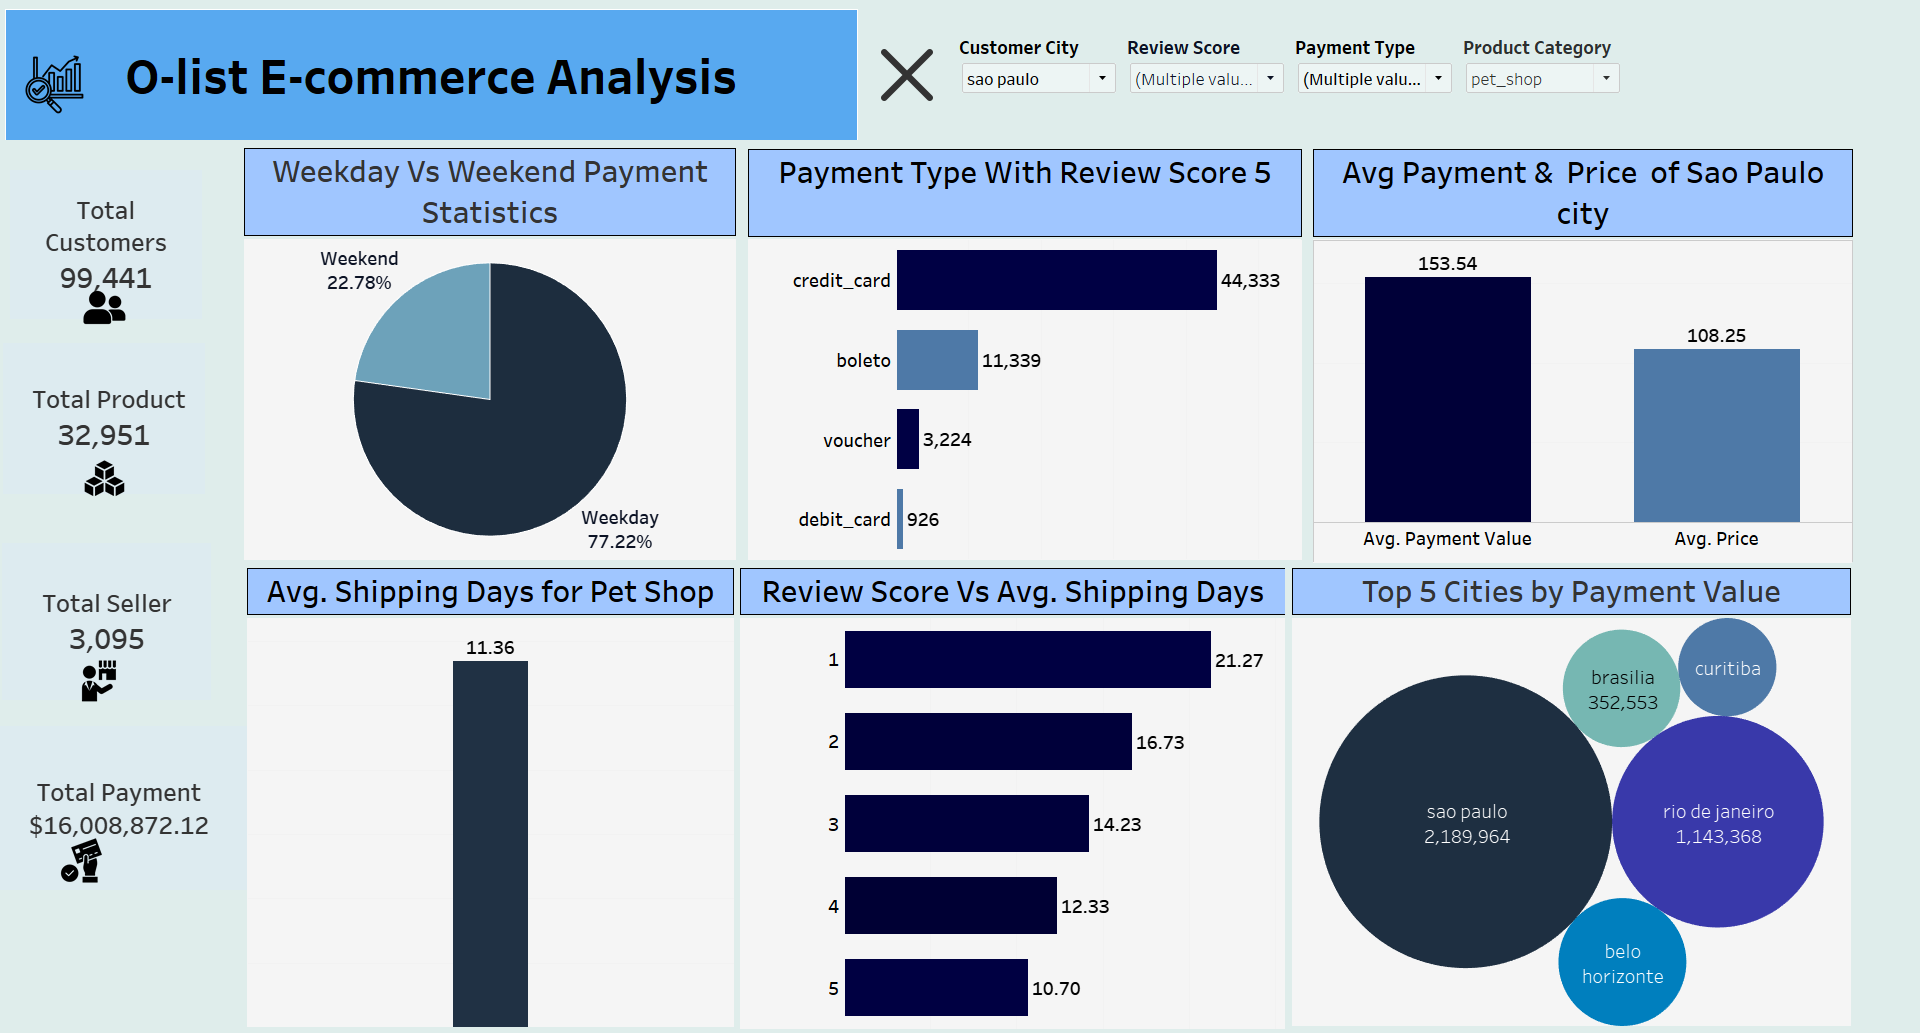 O-list E-commerce Analysis
Customer City
Review Score
Payment Type
Product Category
sao paulo
(Multiple valu...
(Multiple valu...
pet_shop
Total
Customers
99,441
Total Product
32,951
Total Seller
3,095
Total Payment
$16,008,872.12
Weekday Vs Weekend Payment
Statistics
Weekend
22.78%
Weekday
77.22%
Payment Type With Review Score 5
credit_card
44,333
boleto
11,339
voucher
3,224
debit_card
926
Avg Payment &  Price  of Sao Paulo
city
153.54
108.25
Avg. Payment Value
Avg. Price
Avg. Shipping Days for Pet Shop
11.36
Review Score Vs Avg. Shipping Days
1
21.27
2
16.73
3
14.23
4
12.33
5
10.70
Top 5 Cities by Payment Value
brasilia
352,553
curitiba
sao paulo
2,189,964
rio de janeiro
1,143,368
belo
horizonte